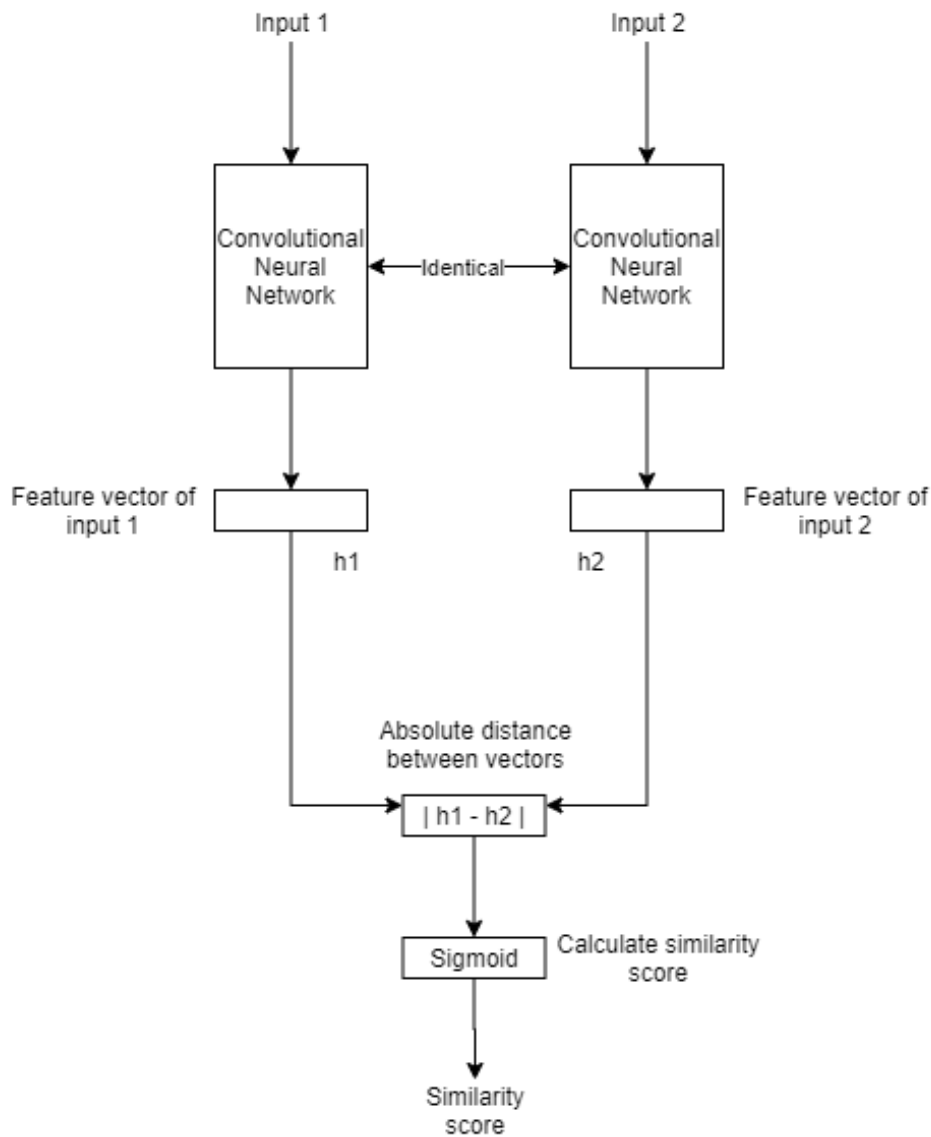 Input 1
Input 2
Convolutional
Neural
Network
Identical
Convolutional
Neural
Network
Feature vector of
input 1
Feature vector of
input 2
h1
h2
Absolute distance
between vectors
| h1 - h2 |
Sigmoid
Calculate similarity
score
Similarity
score